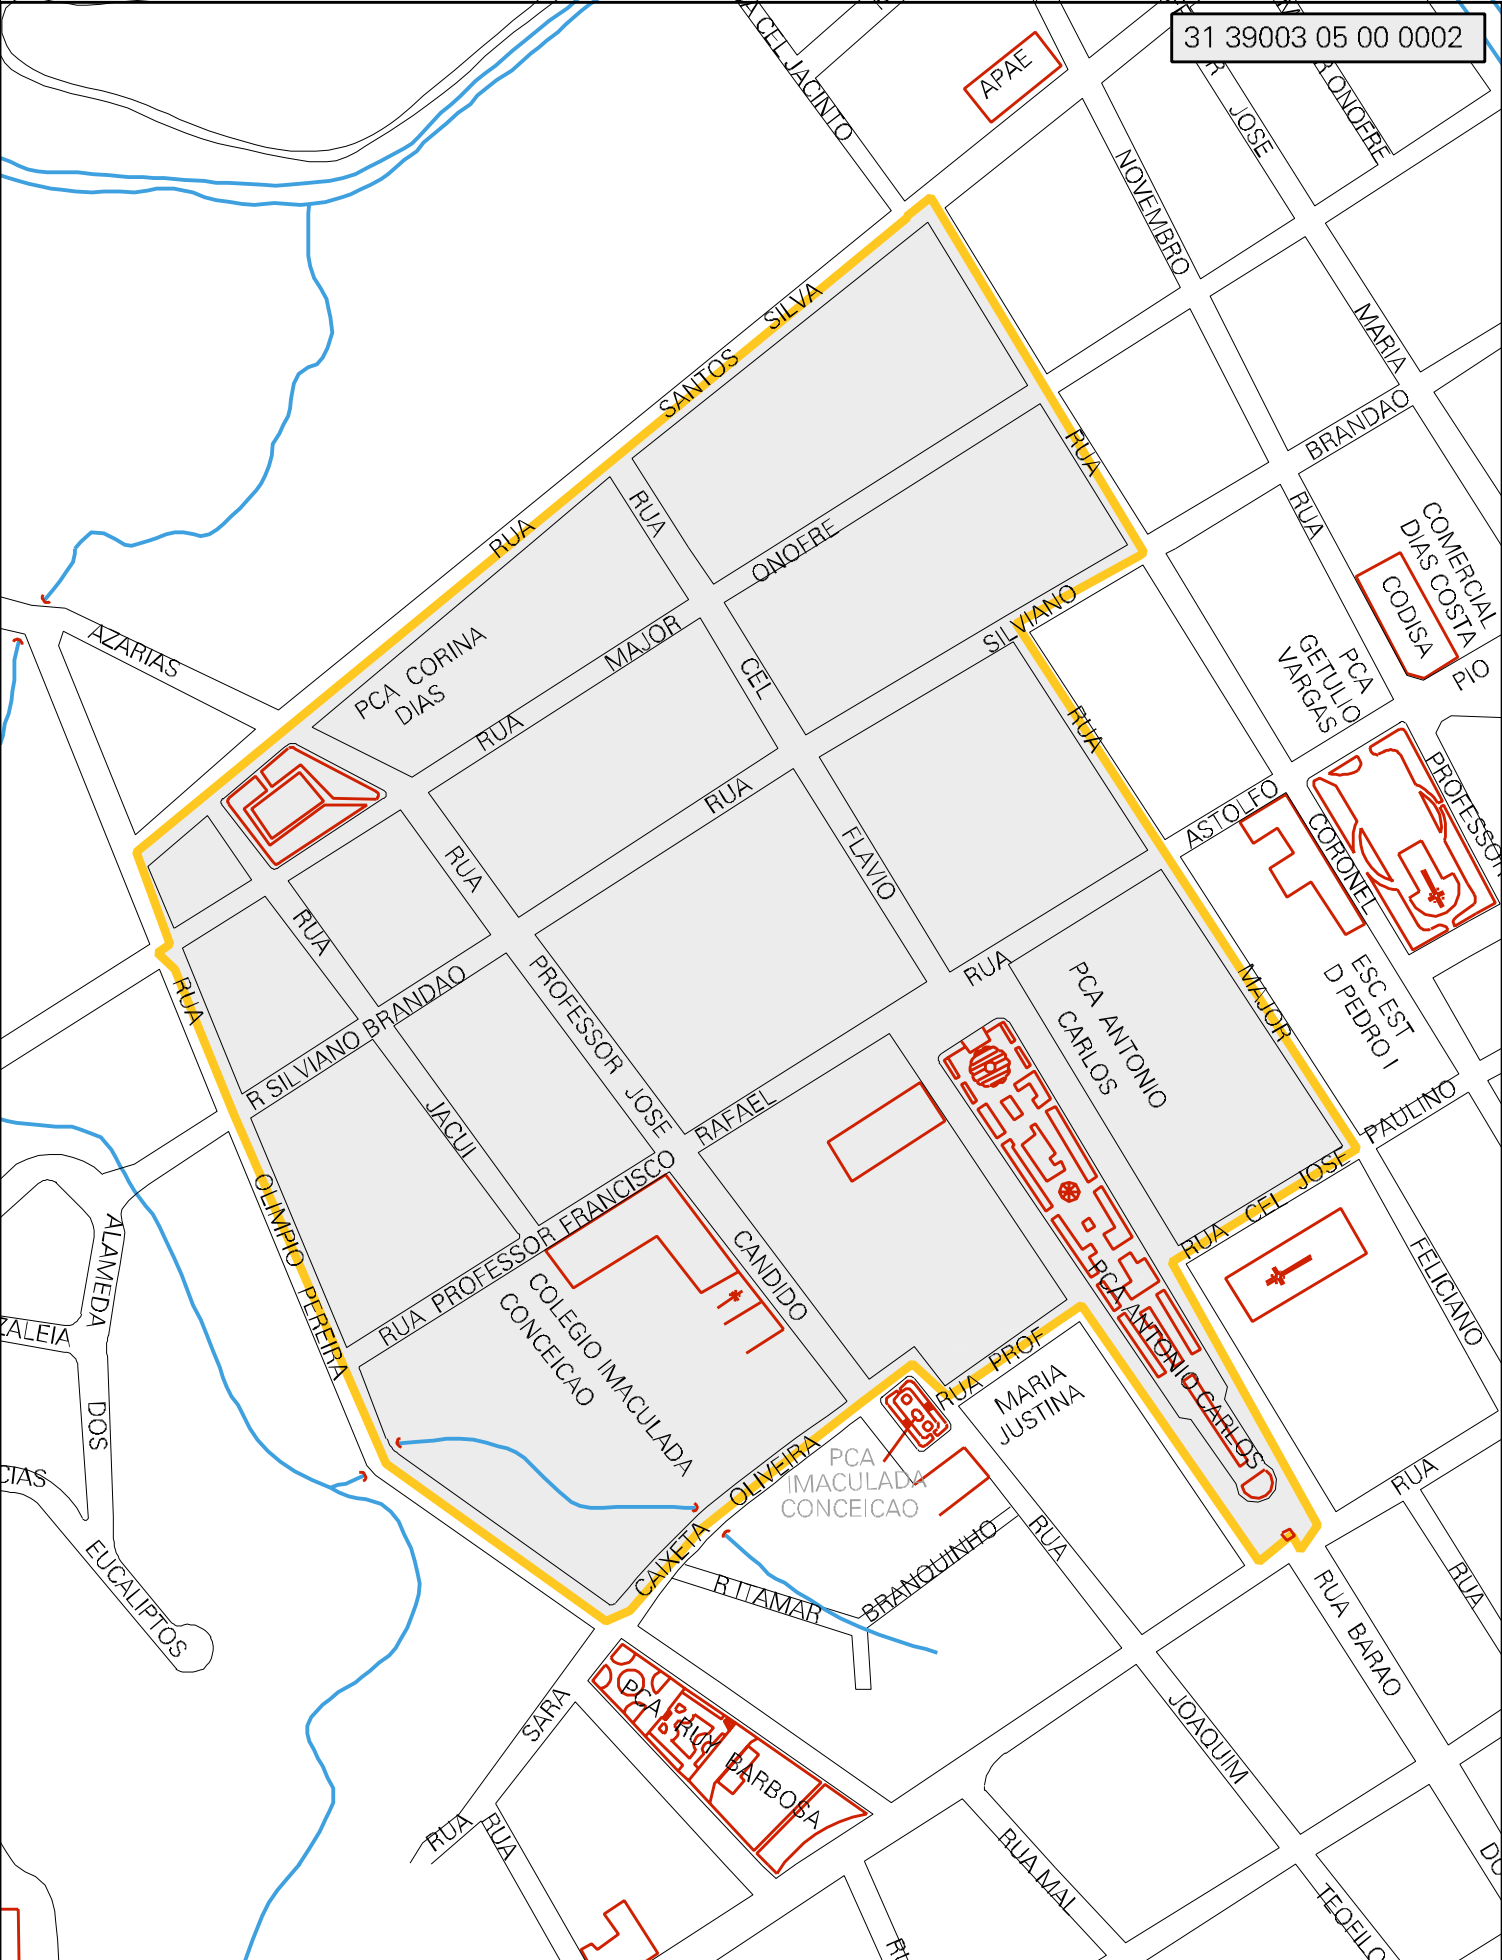 31 39003 05 00 0002
A CEL JACINTO
APAE
JOSE
R ONOFRE
NOVEMBRO
MARIA
BRANDAO
RUA SANTOS SILVA
RUA
RUA
RUA
COMERCIAL
DIAS COSTA
CODISA
PIO
AZARIAS
PCA CORINA
DIAS
RUA MAJOR ONOFRE
CEL
SILVIANO
RUA
PCA
GETULIO
VARGAS
PROFESSOR
RUA
FLAVIO
ASTOLFO
CORONEL
RUA
RUA
RUA
R SILVIANO BRANDAO
PROFESSOR JOSE
RUA
PCA ANTONIO
CARLOS
MAJOR
ESC EST
D PEDRO I
JACUI
RAFAEL
PAULINO
RUA PROFESSOR FRANCISCO
RUA CEL JOSE
OLIMPIO PEREIRA
ALAMEDA
DOS
EUCALIPTOS
ZALEIA
CIAS
CANDIDO
FELICIANO
COLEGIO IMACULADA
CONCEICAO
PCA ANTONIO CARLOS
RUA PROF
MARIA
JUSTINA
CAIXETA OLIVEIRA
PCA
IMACULADA
CONCEICAO
RUA
RUA
RUA
R ITAMAR
BRANQUINHO
RUA BARAO
SARA
PCA RUY BARBOSA
JOAQUIM
RUA
RUA
RUA MAL
TEOFILO